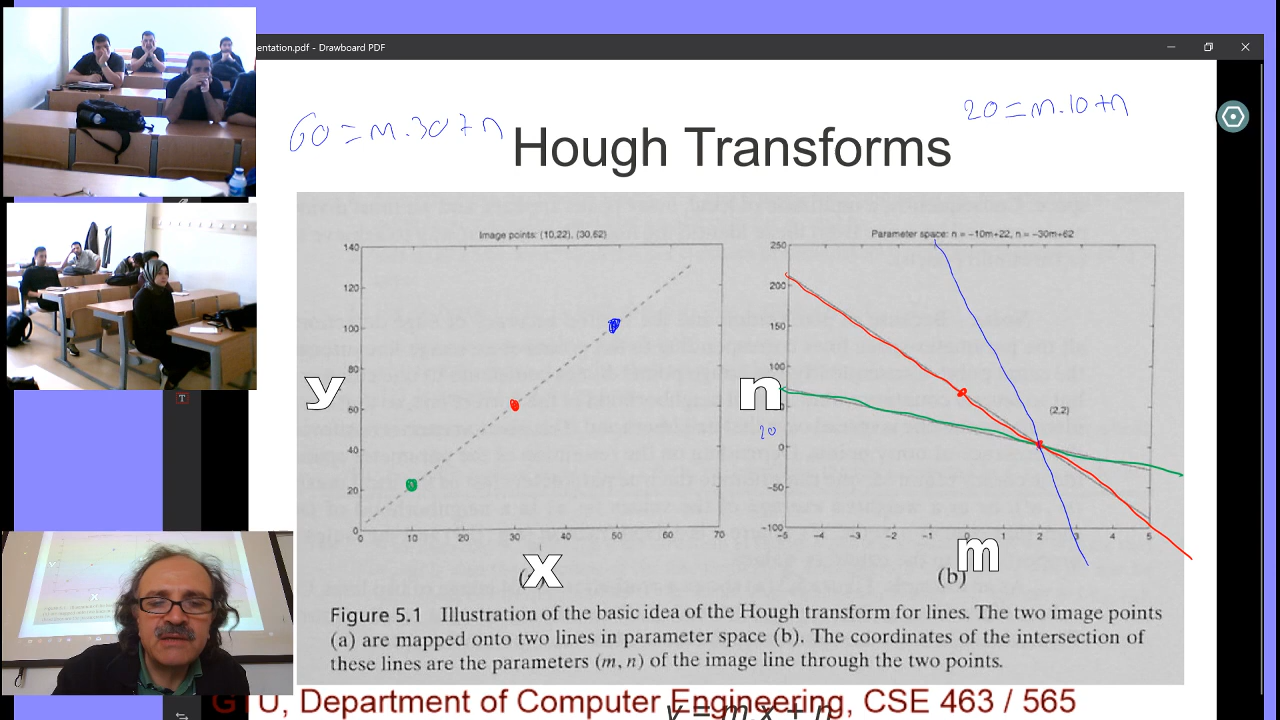 entation.pdf - Drawboard PDF
60 = m.30 + n
20 = m.10 + n
Hough Transforms
Image points: (10,22), (30,62)
140
120
100
80
60
40
20
0
0 10 20 30 40 50 60 70
y
x
Parameter space: n = −10m+22, n = −30m+62
250
200
150
100
0
−50
−100
−5 −4 −3 −2 −1 0 1 2 3 4 5
n
20
(2,2)
m
(b)
Figure 5.1 Illustration of the basic idea of the Hough transform for lines. The two image points
(a) are mapped onto two lines in parameter space (b). The coordinates of the intersection of
these lines are the parameters (m, n) of the image line through the two points.
GTU, Department of Computer Engineering, CSE 463 / 565
y = m.x + n
T